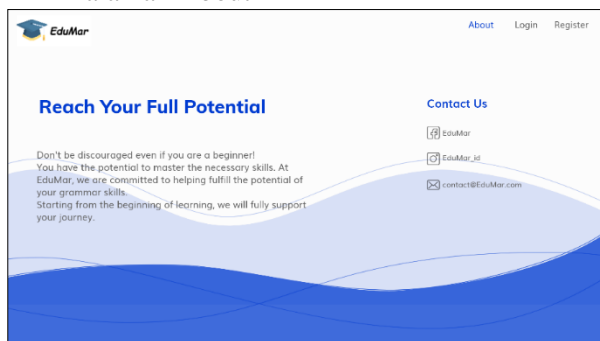 EduMar
About Login Register
Reach Your Full Potential
Don't be discouraged even if you are a beginner!
You have the potential to master the necessary skills. At
EduMar, we are committed to helping fulfill the potential of
your grammar skills.
Starting from the beginning of learning, we will fully support
your journey.
Contact Us
EduMar
EduMar_id
contact@EduMar.com